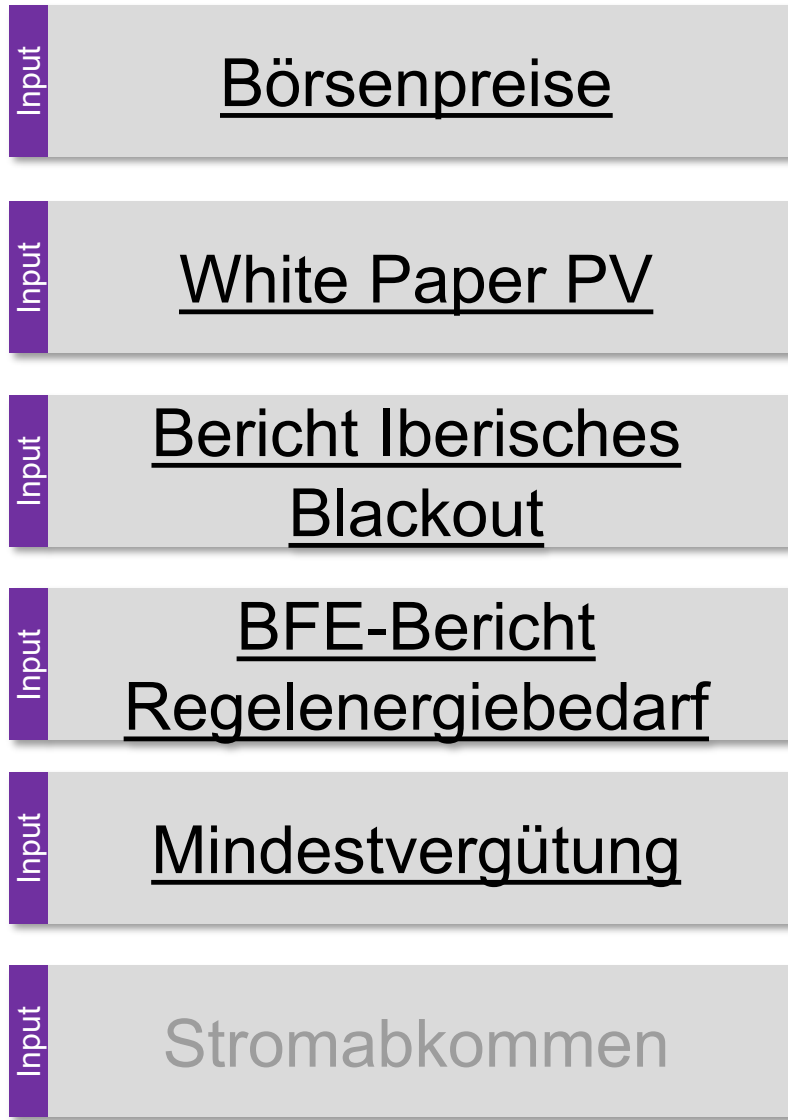 Input
Börsenpreise
Input
White Paper PV
Input
Bericht Iberisches
Blackout
Input
BFE-Bericht
Regelenergiebedarf
Input
Mindestvergütung
Input
Stromabkommen